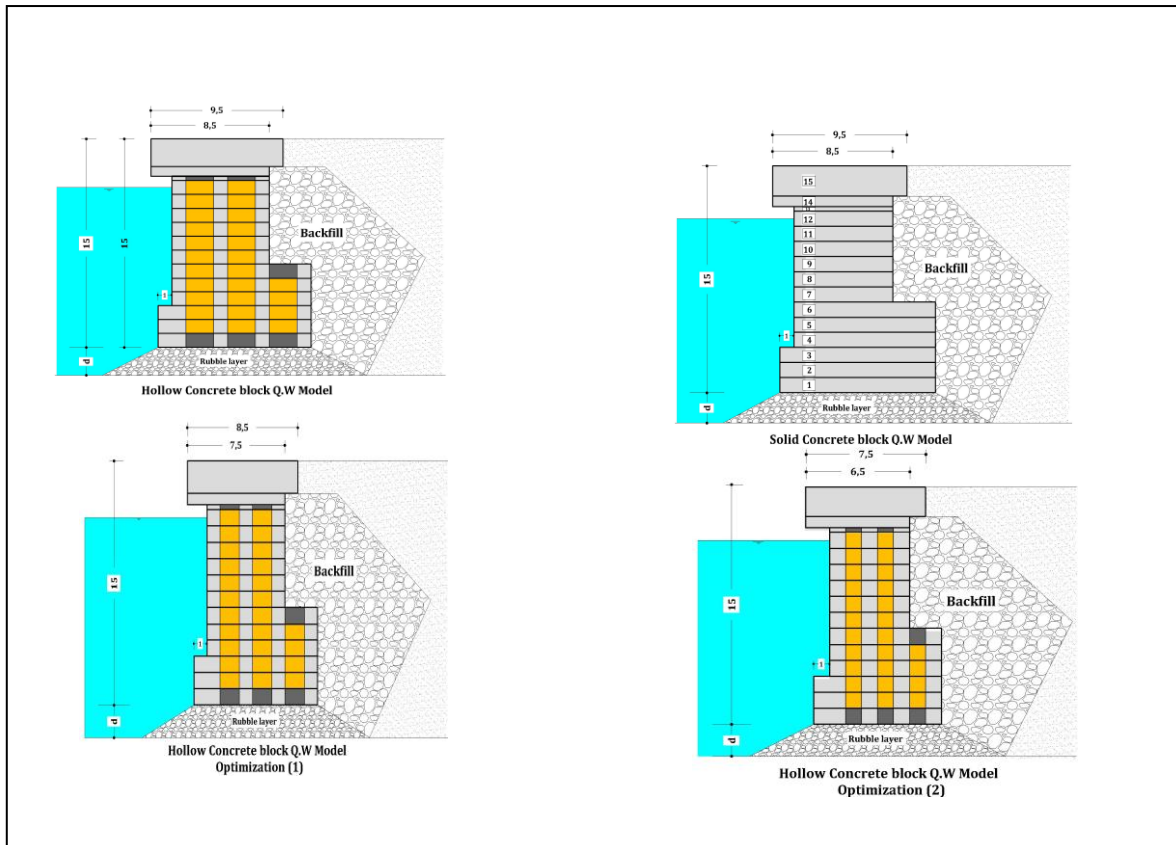 9,5
8,5
15
15
Backfill
1
d
Rubble layer
Hollow Concrete block Q.W Model
9,5
8,5
15
14
12
11
10
9
8
7
6
5
4
3
2
1
15
1
Backfill
d
Rubble layer
Solid Concrete block Q.W Model
8,5
7,5
15
Backfill
1
d
Rubble layer
Hollow Concrete block Q.W Model
Optimization (1)
7,5
6,5
15
Backfill
1
d
Rubble layer
Hollow Concrete block Q.W Model
Optimization (2)